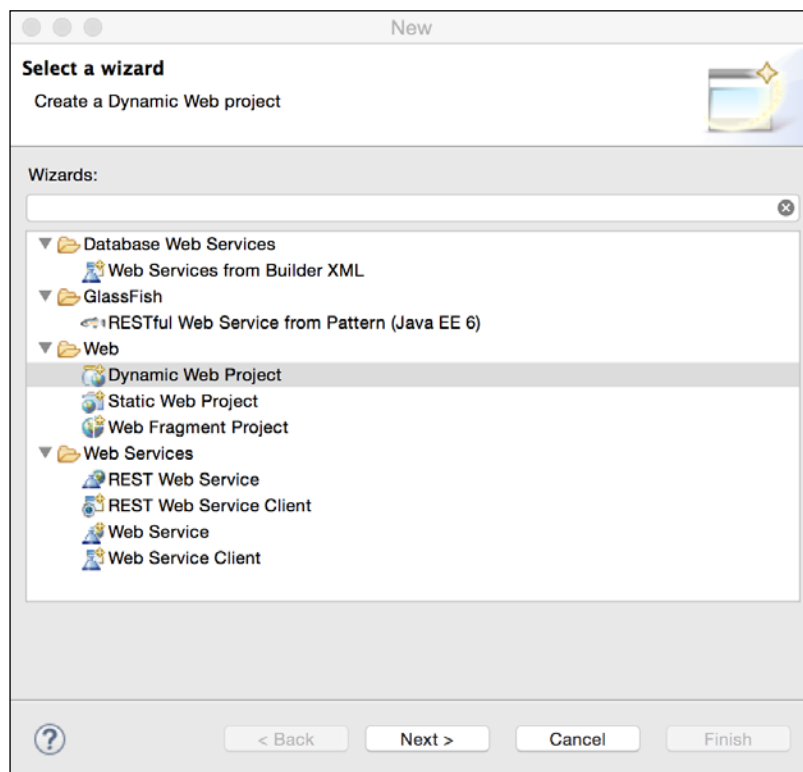 New
Select a wizard
Create a Dynamic Web project
Wizards:
Database Web Services
Web Services from Builder XML
GlassFish
RESTful Web Service from Pattern (Java EE 6)
Web
Dynamic Web Project
Static Web Project
Web Fragment Project
Web Services
REST Web Service
REST Web Service Client
Web Service
Web Service Client
? < Back Next > Cancel Finish